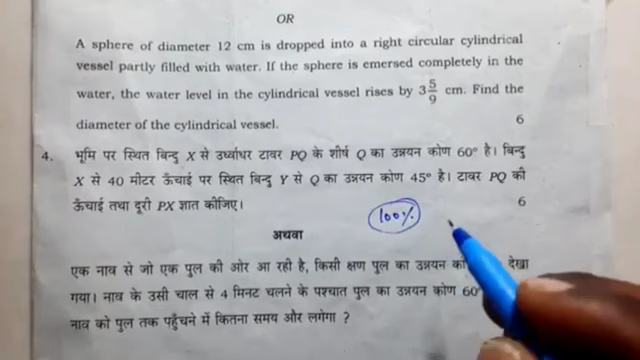 OR
A sphere of diameter 12 cm is dropped into a right circular cylindrical
vessel partly filled with water. If the sphere is emersed completely in the
water, the water level in the cylindrical vessel rises by 3 5/9 cm. Find the
diameter of the cylindrical vessel. 6
4. भूमि पर स्थित बिन्दु X से उर्ध्वाधर टावर PQ के शीर्ष Q का उन्नयन कोण 60° है। बिन्दु
X से 40 मीटर ऊँचाई पर स्थित बिन्दु Y से Q का उन्नयन कोण 45° है। टावर PQ की
ऊँचाई तथा दूरी PX ज्ञात कीजिए। 6
100%
अथवा
एक नाव से जो एक पुल की ओर आ रही है, किसी क्षण पुल का उन्नयन देखा
गया। नाव के उसी चाल से 4 मिनट चलने के पश्चात पुल का उन्नयन कोण 60
नाव को पुल तक पहुँचने में कितना समय और लगेगा ?